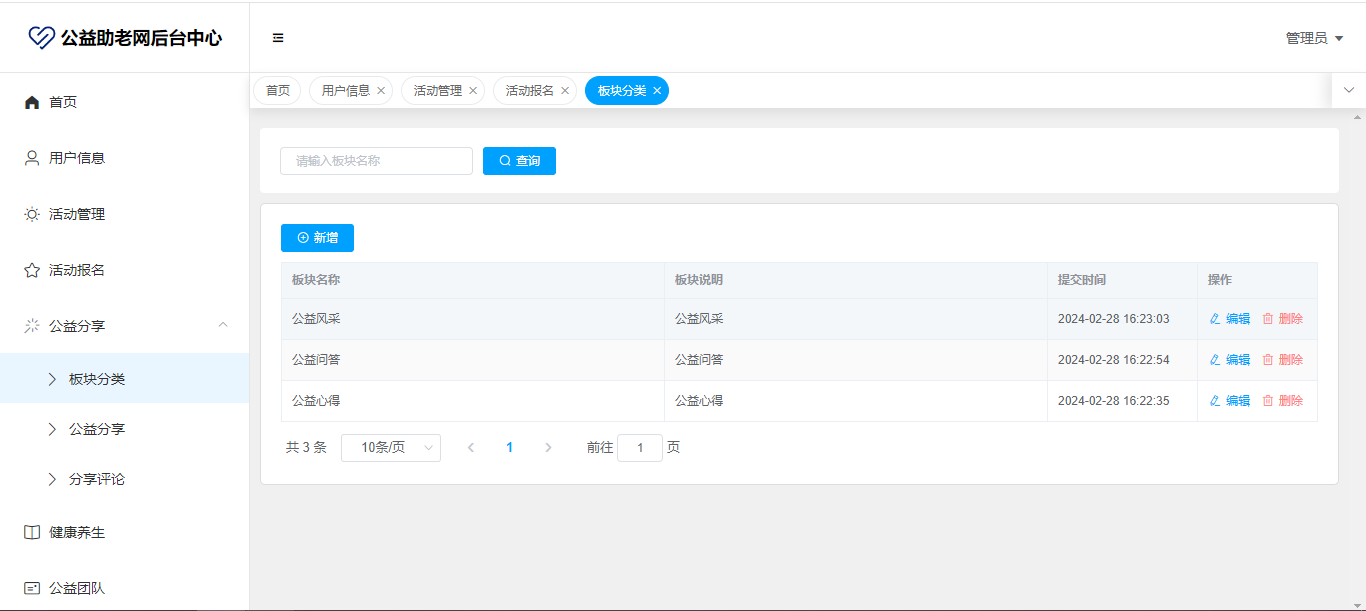 公益助老网后台中心
管理员
首页
用户信息
活动管理
活动报名
公益分享
板块分类
公益分享
分享评论
健康养生
公益团队
首页 用户信息 活动管理 活动报名 板块分类
请输入板块名称 查询
新增
板块名称 板块说明 提交时间 操作
公益风采 公益风采 2024-02-28 16:23:03 编辑 删除
公益问答 公益问答 2024-02-28 16:22:54 编辑 删除
公益心得 公益心得 2024-02-28 16:22:35 编辑 删除
共 3 条 10条/页 1 前往 1 页